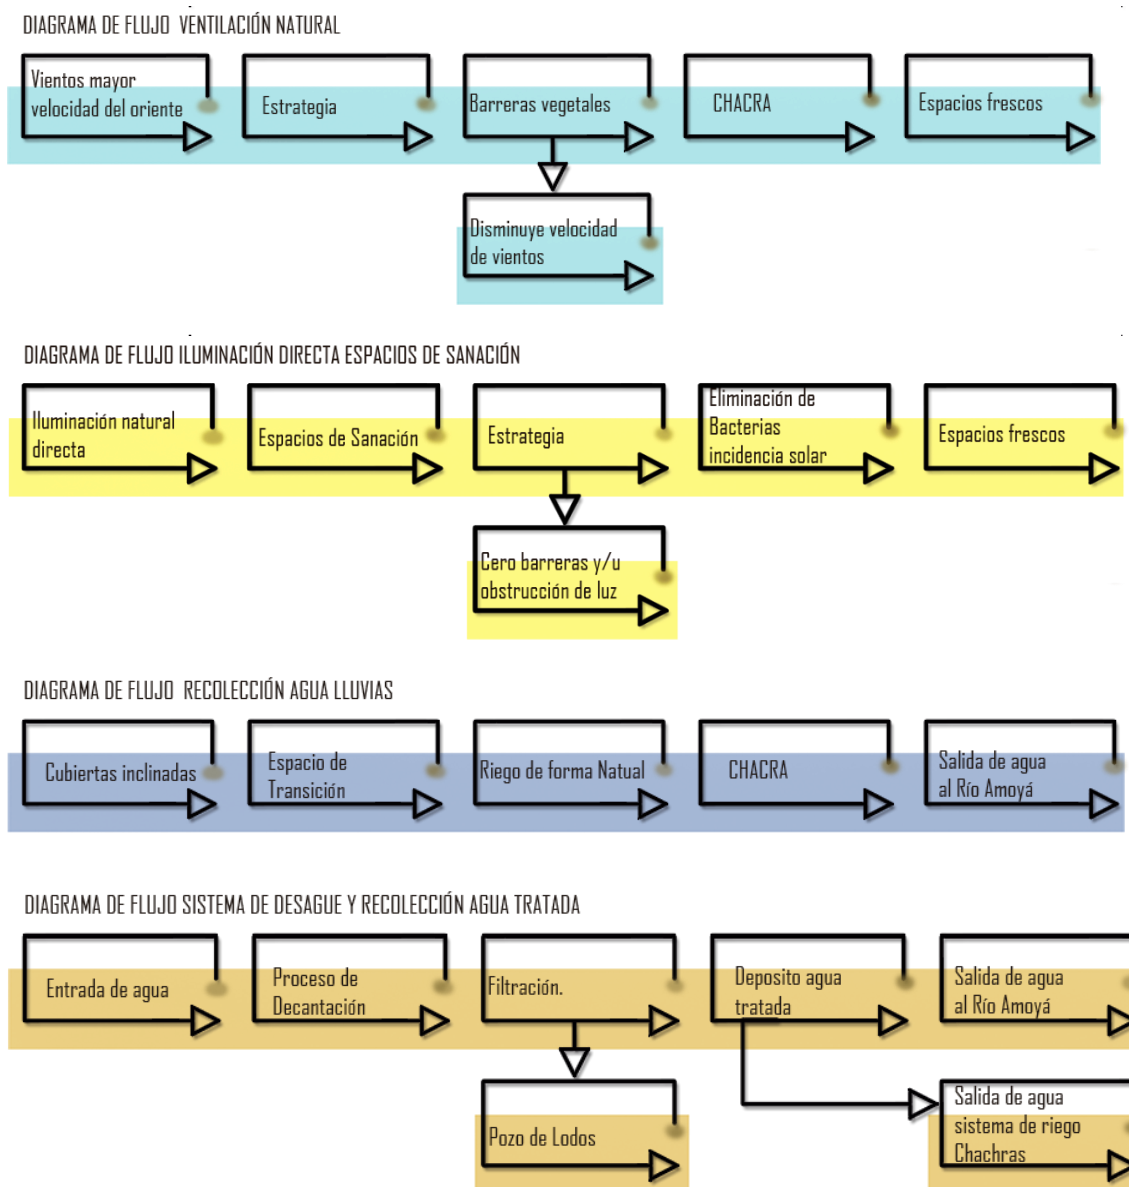 DIAGRAMA DE FLUJO VENTILACIÓN NATURAL
Vientos mayor
velocidad del oriente
Estrategia
Barreras vegetales
CHACRA
Espacios frescos
Disminuye velocidad
de vientos
DIAGRAMA DE FLUJO ILUMINACIÓN DIRECTA ESPACIOS DE SANACIÓN
Iluminación natural
directa
Espacios de Sanación
Estrategia
Eliminación de
Bacterias
incidencia solar
Espacios frescos
Cero barreras y/u
obstrucción de luz
DIAGRAMA DE FLUJO RECOLECCIÓN AGUA LLUVIAS
Cubiertas inclinadas
Espacio de
Transición
Riego de forma Natual
CHACRA
Salida de agua
al Río Amoyá
DIAGRAMA DE FLUJO SISTEMA DE DESAGUE Y RECOLECCIÓN AGUA TRATADA
Entrada de agua
Proceso de
Decantación
Filtración.
Deposito agua
tratada
Salida de agua
al Río Amoyá
Pozo de Lodos
Salida de agua
sistema de riego
Chachras